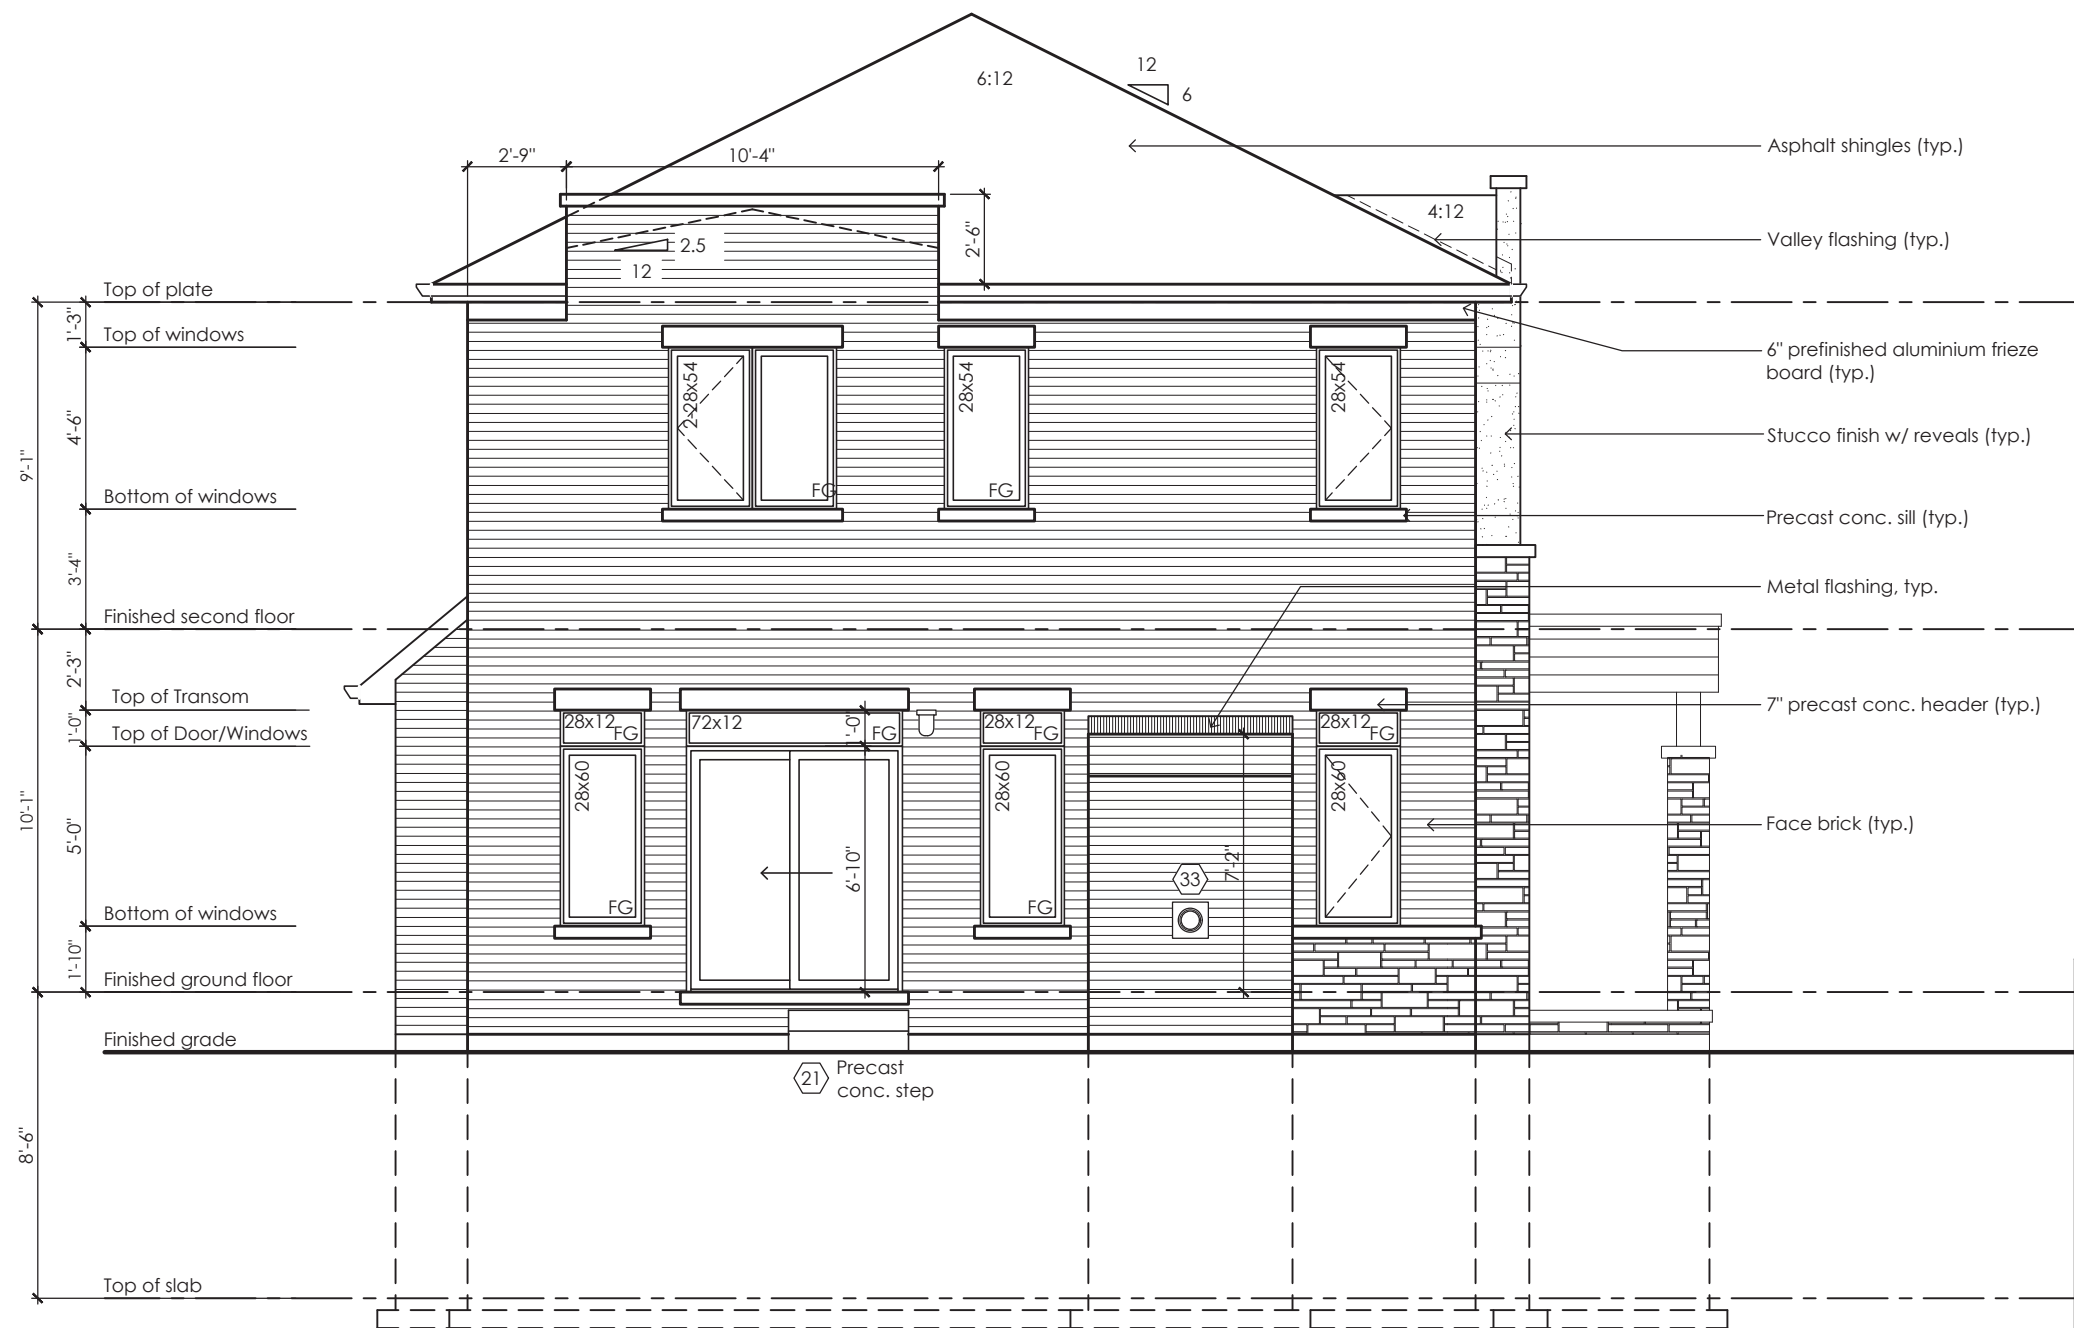 12
6:12
6
Asphalt shingles (typ.)
2'-9"
10'-4"
4:12
2'-6"
Valley flashing (typ.)
2.5
12
Top of plate
1'-3"
Top of windows
6" prefinished aluminium frieze
board (typ.)
2-28x54
28x54
28x54
4'-6"
9'-1"
Stucco finish w/ reveals (typ.)
FG
FG
Bottom of windows
Precast conc. sill (typ.)
3'-4"
Metal flashing, typ.
Finished second floor
2'-3"
Top of Transom
7" precast conc. header (typ.)
28x12
FG
72x12
FG
28x12
FG
28x12
FG
1'-0"
1'-0"
Top of Door/Windows
28x60
28x60
28x60
10'-1"
5'-0"
Face brick (typ.)
6'-10"
7'-2"
33
FG
FG
Bottom of windows
1'-10"
Finished ground floor
Finished grade
21
Precast
conc. step
8'-6"
Top of slab